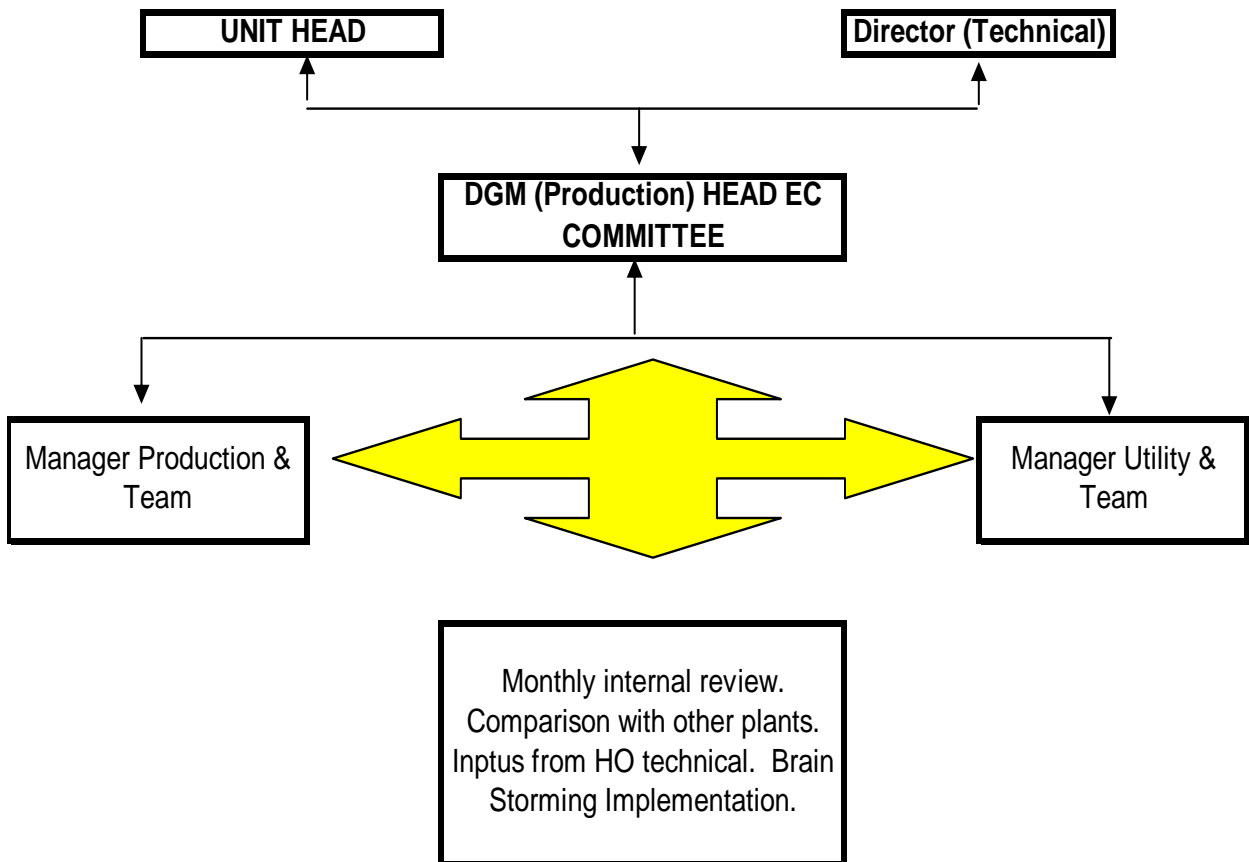 UNIT HEAD
Director (Technical)
DGM (Production) HEAD EC
COMMITTEE
Manager Production &
Team
Manager Utility &
Team
Monthly internal review.
Comparison with other plants.
Inptus from HO technical.  Brain
Storming Implementation.